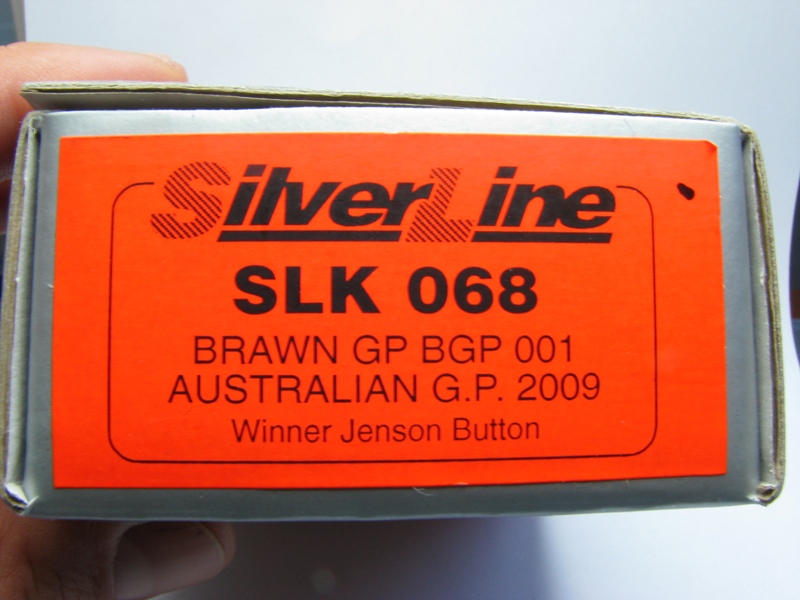 SilverLine
SLK 068
BRAWN GP BGP 001
AUSTRALIAN G.P. 2009
Winner Jenson Button